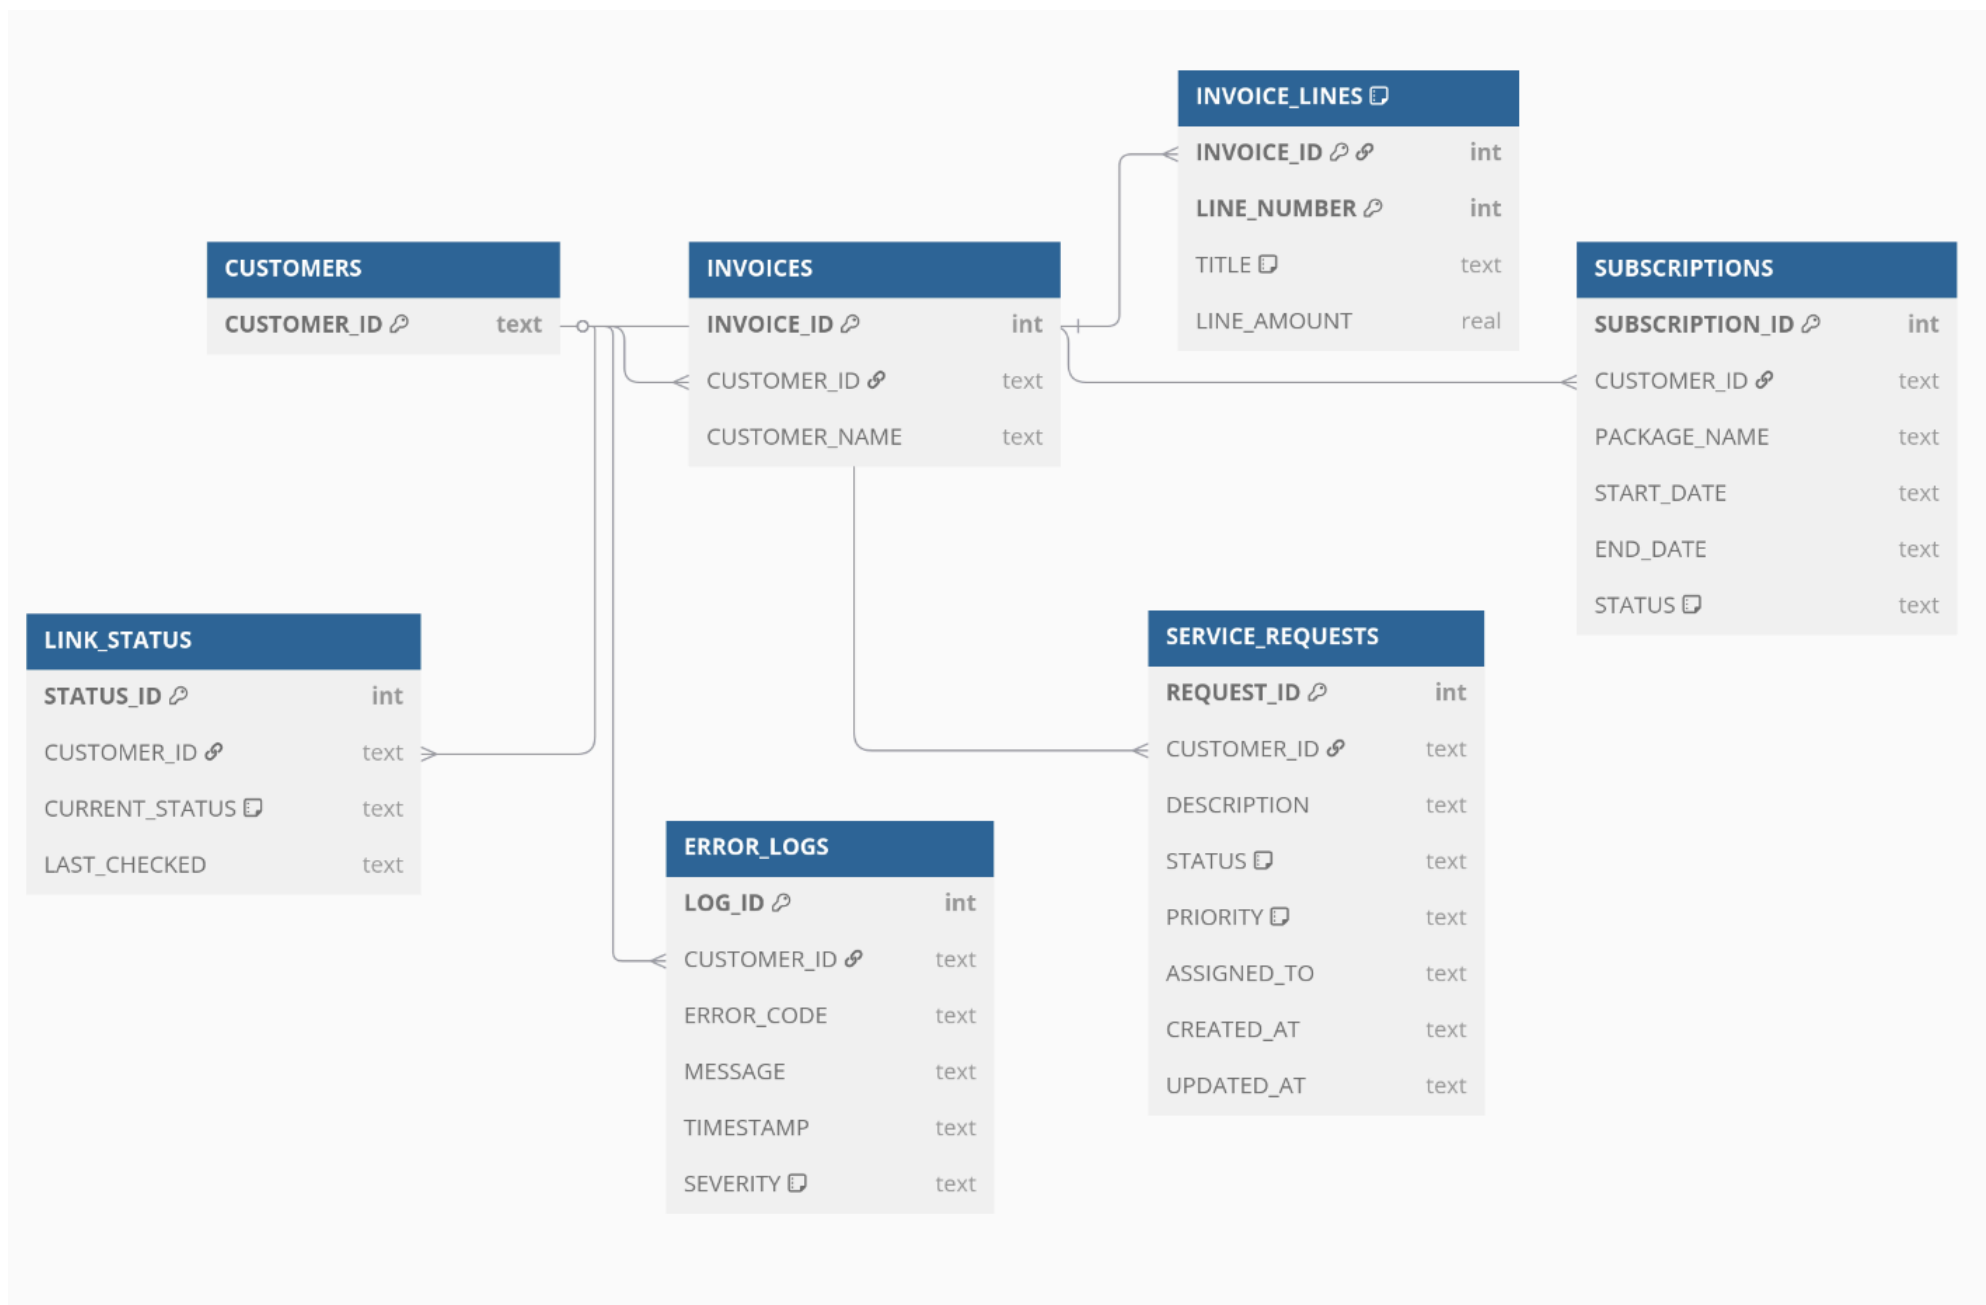 INVOICE_LINES
INVOICE_ID int
LINE_NUMBER int
TITLE text
LINE_AMOUNT real
CUSTOMERS
CUSTOMER_ID text
INVOICES
INVOICE_ID int
CUSTOMER_ID text
CUSTOMER_NAME text
SUBSCRIPTIONS
SUBSCRIPTION_ID int
CUSTOMER_ID text
PACKAGE_NAME text
START_DATE text
END_DATE text
STATUS text
LINK_STATUS
STATUS_ID int
CUSTOMER_ID text
CURRENT_STATUS text
LAST_CHECKED text
SERVICE_REQUESTS
REQUEST_ID int
CUSTOMER_ID text
DESCRIPTION text
STATUS text
PRIORITY text
ASSIGNED_TO text
CREATED_AT text
UPDATED_AT text
ERROR_LOGS
LOG_ID int
CUSTOMER_ID text
ERROR_CODE text
MESSAGE text
TIMESTAMP text
SEVERITY text